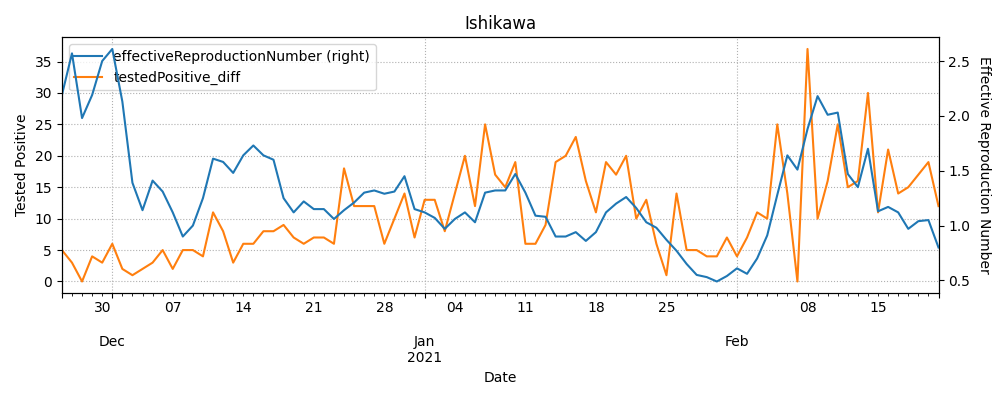 Ishikawa
effectiveReproductionNumber (right)
testedPositive_diff
Tested Positive
35
30
25
20
15
10
5
0
2.5
2.0
1.5
1.0
0.5
Effective Reproduction Number
30 07 14 21 28 04 11 18 25 08 15
Dec Jan Feb
2021
Date